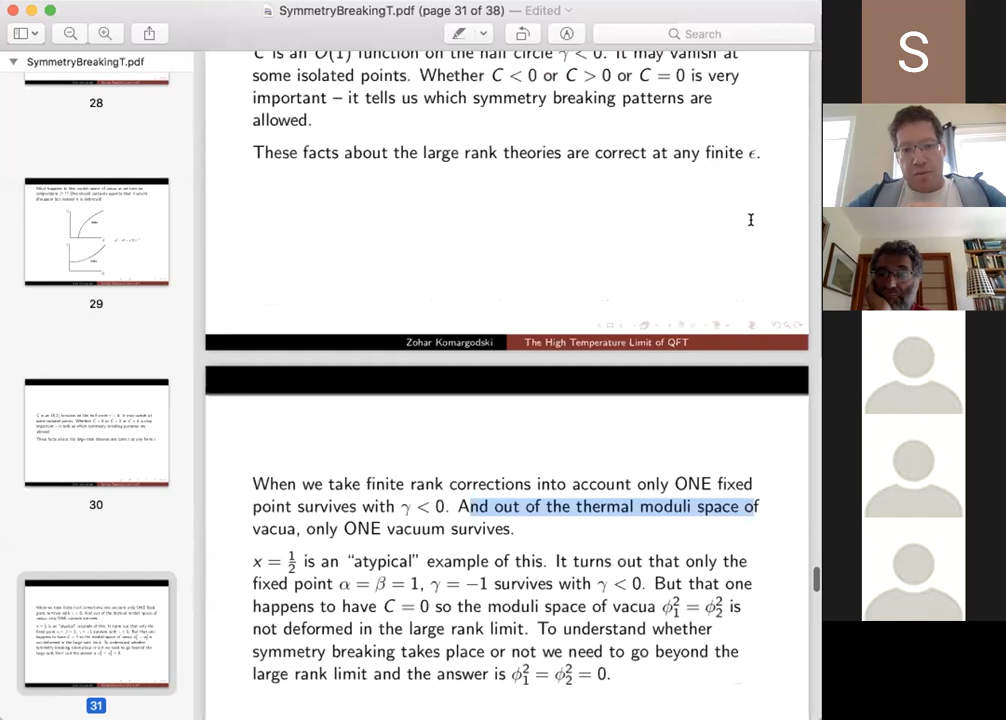 SymmetryBreakingT.pdf (page 31 of 38) — Edited
Search
SymmetryBreakingT.pdf
28
29
30
31
C is an O(1) function on the half circle γ < 0. It may vanish at
some isolated points. Whether C < 0 or C > 0 or C = 0 is very
important – it tells us which symmetry breaking patterns are
allowed.
These facts about the large rank theories are correct at any finite ϵ.
Zohar Komargodski The High Temperature Limit of QFT
When we take finite rank corrections into account only ONE fixed
point survives with γ < 0. And out of the thermal moduli space of
vacua, only ONE vacuum survives.
x = 1/2 is an “atypical” example of this. It turns out that only the
fixed point α = β = 1, γ = −1 survives with γ < 0. But that one
happens to have C = 0 so the moduli space of vacua ϕ₁² = ϕ₂² is
not deformed in the large rank limit. To understand whether
symmetry breaking takes place or not we need to go beyond the
large rank limit and the answer is ϕ₁² = ϕ₂² = 0.
S